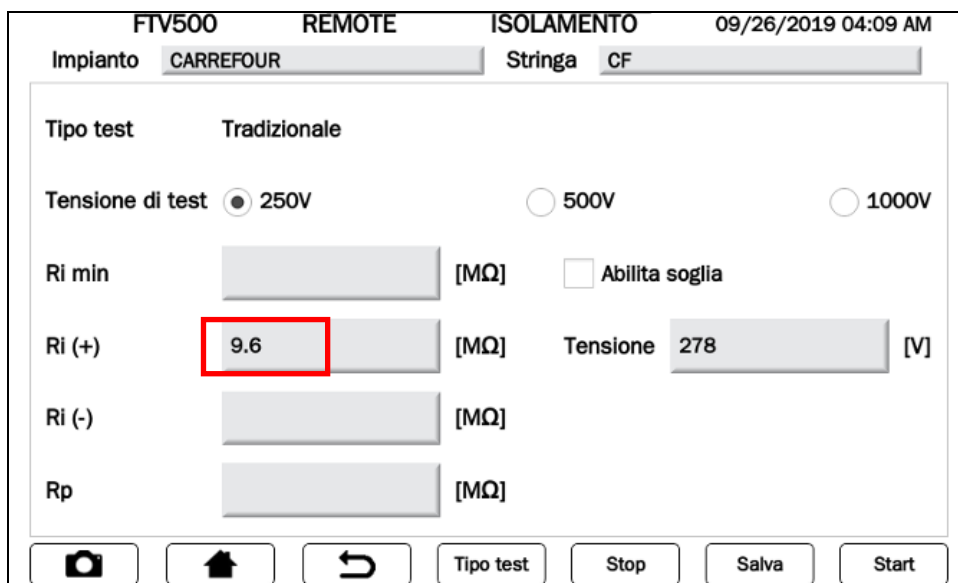 FTV500 REMOTE ISOLAMENTO 09/26/2019 04:09 AM
Impianto CARREFOUR Stringa CF
Tipo test Tradizionale
Tensione di test 250V 500V 1000V
Ri min [MΩ] Abilita soglia
Ri (+) 9.6 [MΩ] Tensione 278 [V]
Ri (-) [MΩ]
Rp [MΩ]
Tipo test Stop Salva Start